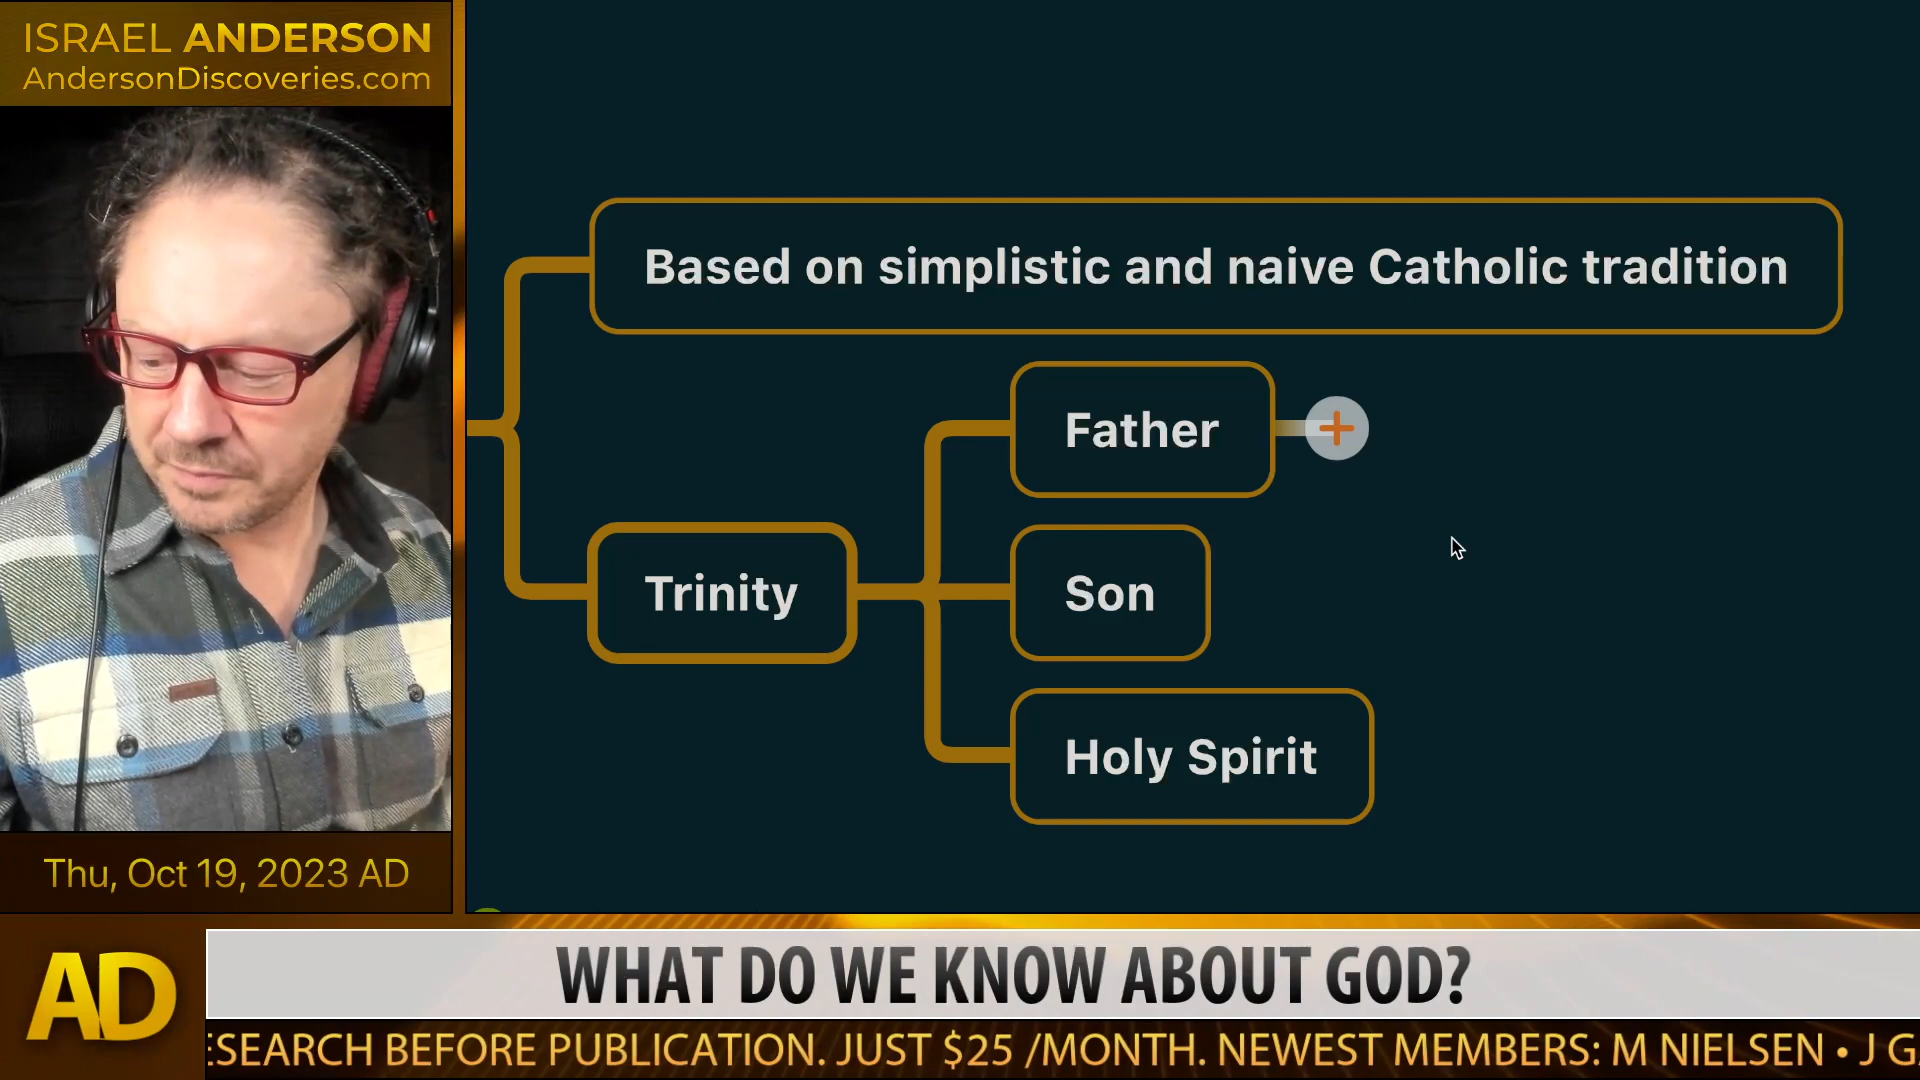 ISRAEL ANDERSON
AndersonDiscoveries.com
Based on simplistic and naive Catholic tradition
Father
Trinity
Son
Holy Spirit
Thu, Oct 19, 2023 AD
AD
WHAT DO WE KNOW ABOUT GOD?
ESEARCH BEFORE PUBLICATION. JUST $25 /MONTH. NEWEST MEMBERS: M NIELSEN • J G